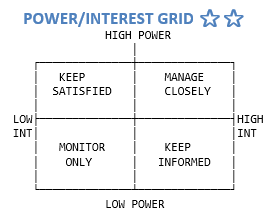 POWER/INTEREST GRID ☆☆
HIGH POWER
KEEP MANAGE
SATISFIED CLOSELY
LOW HIGH
INT INT
MONITOR KEEP
ONLY INFORMED
LOW POWER